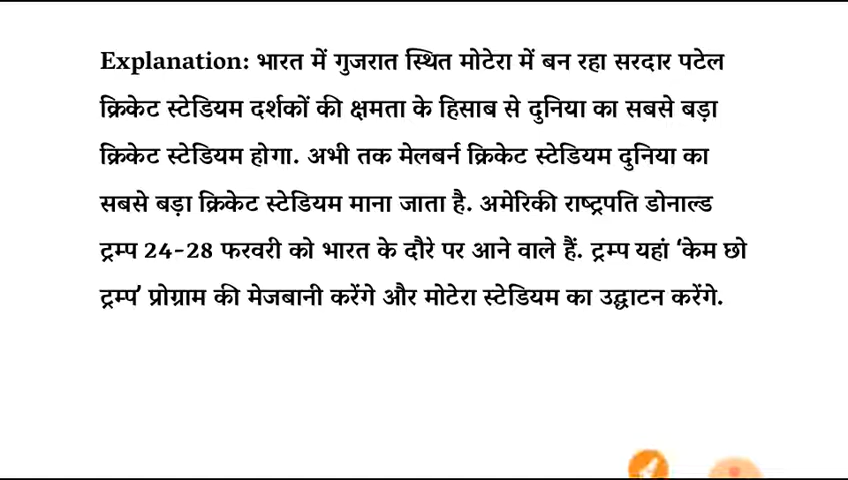 Explanation: भारत में गुजरात स्थित मोटेरा में बन रहा सरदार पटेल
क्रिकेट स्टेडियम दर्शकों की क्षमता के हिसाब से दुनिया का सबसे बड़ा
क्रिकेट स्टेडियम होगा. अभी तक मेलबर्न क्रिकेट स्टेडियम दुनिया का
सबसे बड़ा क्रिकेट स्टेडियम माना जाता है. अमेरिकी राष्ट्रपति डोनाल्ड
ट्रम्प 24-28 फरवरी को भारत के दौरे पर आने वाले हैं. ट्रम्प यहां 'केम छो
ट्रम्प' प्रोग्राम की मेजबानी करेंगे और मोटेरा स्टेडियम का उद्घाटन करेंगे.